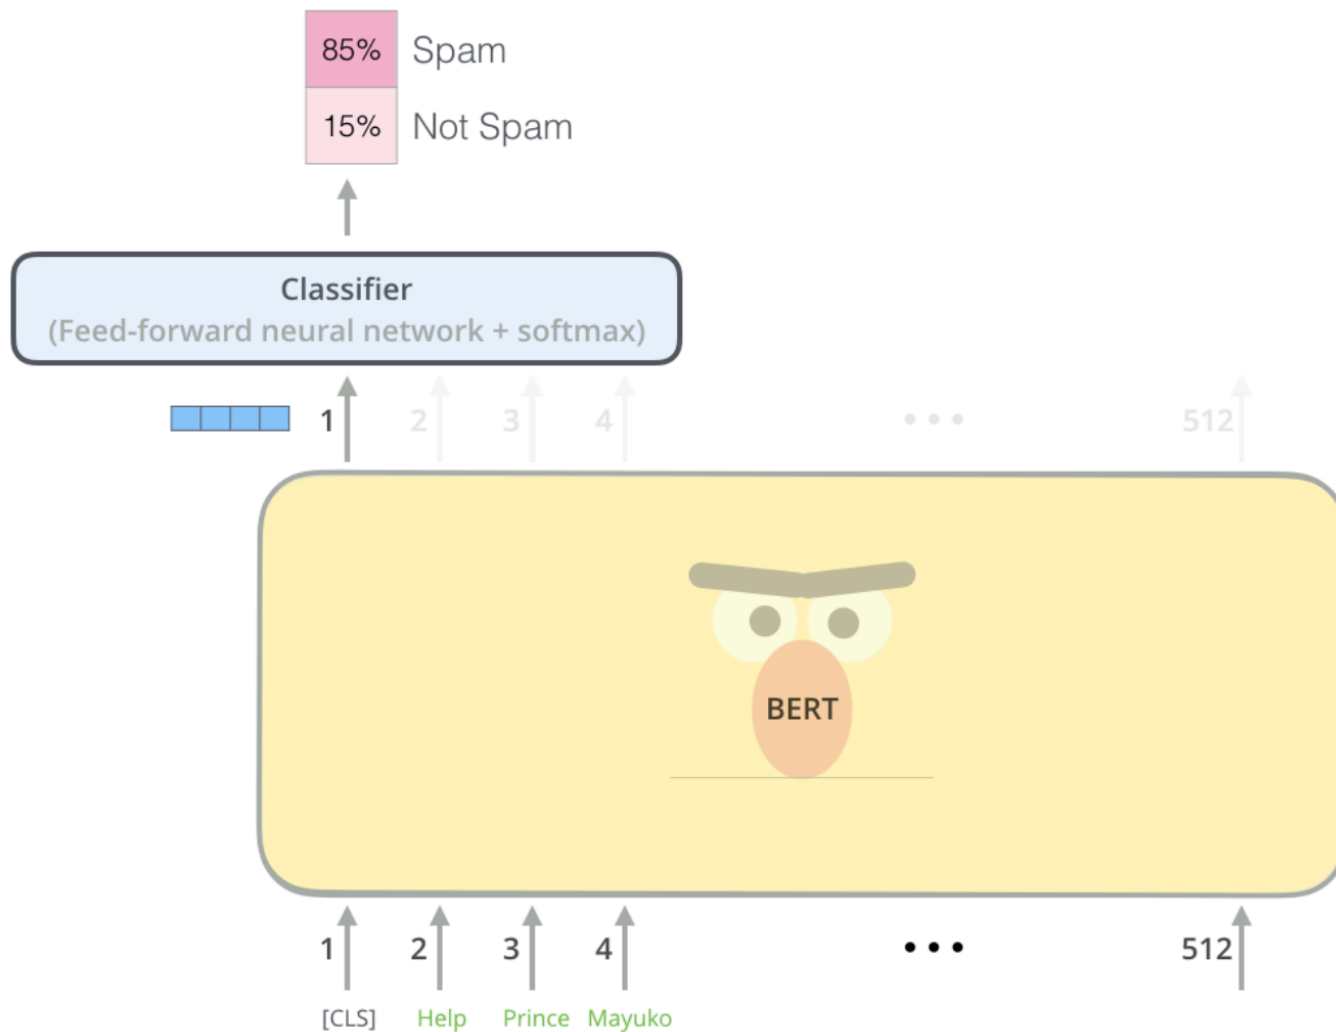 85% Spam
15% Not Spam
Classifier
(Feed-forward neural network + softmax)
1 2 3 4 ••• 512
BERT
1 2 3 4 ••• 512
[CLS] Help Prince Mayuko